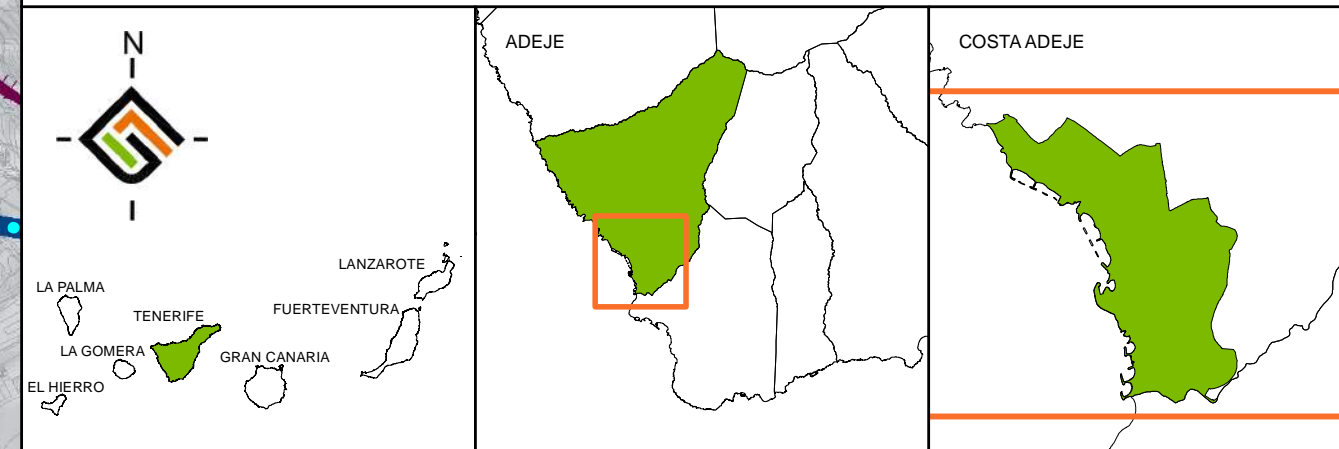 N
LANZAROTE
LA PALMA
FUERTEVENTURA
TENERIFE
LA GOMERA
GRAN CANARIA
EL HIERRO
ADEJE
COSTA ADEJE